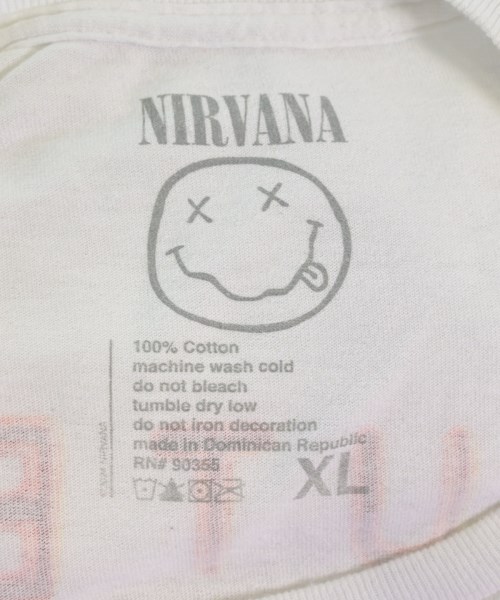 NIRVANA
100% Cotton
machine wash cold
do not bleach
tumble dry low
do not iron decoration
made in Dominican Republic
RN# 90355
XL